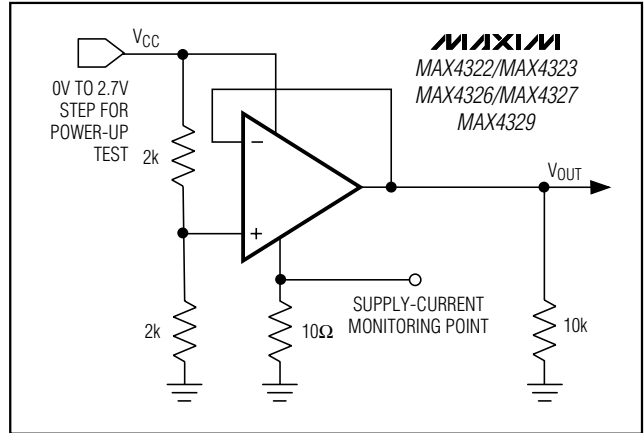 VCC
MAXIM
MAX4322/MAX4323
MAX4326/MAX4327
MAX4329
0V TO 2.7V
STEP FOR
POWER-UP
TEST
2k
−
+
VOUT
2k
10Ω
SUPPLY-CURRENT
MONITORING POINT
10k